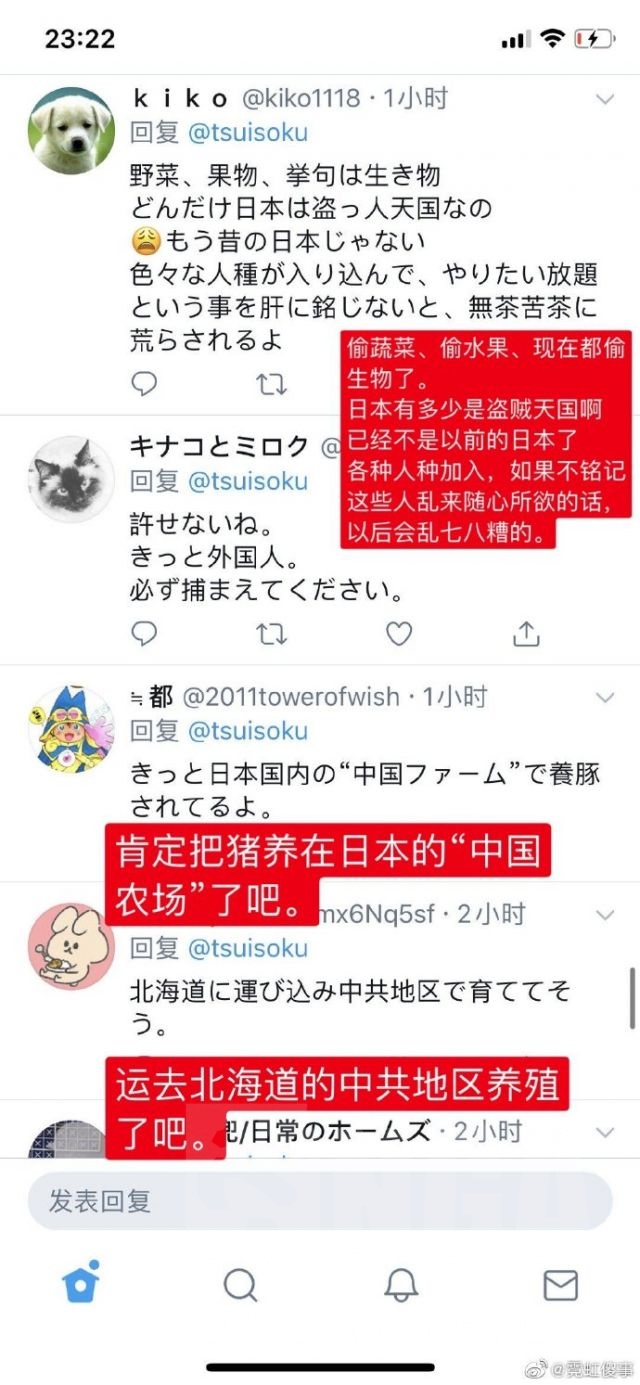 23:22
kiko @kiko1118·1小时
回复 @tsuisoku
野菜、果物、挙句は生き物
どんだけ日本は盗っ人天国なの
😩もう昔の日本じゃない
色々な人種が入り込んで、やりたい放題
という事を肝に銘じないと、無茶苦茶に
荒らされるよ
偷蔬菜、偷水果、现在都偷
生物了。
日本有多少是盗贼天国啊
已经不是以前的日本了
各种人种加入，如果不铭记
这些人乱来随心所欲的话，
以后会乱七八糟的。
キナコとミロク @
回复 @tsuisoku
許せないね。
きっと外国人。
必ず捕まえてください。
≒都 @2011towerofwish·1小时
回复 @tsuisoku
きっと日本国内の“中国ファーム”で養豚
されてるよ。
肯定把猪养在日本的“中国
农场”了吧。
mx6Nq5sf·2小时
回复 @tsuisoku
北海道に運び込み中共地区で育ててそ
う。
运去北海道的中共地区养殖
了吧。
/日常のホームズ·2小时
发表回复
@霓虹傻事